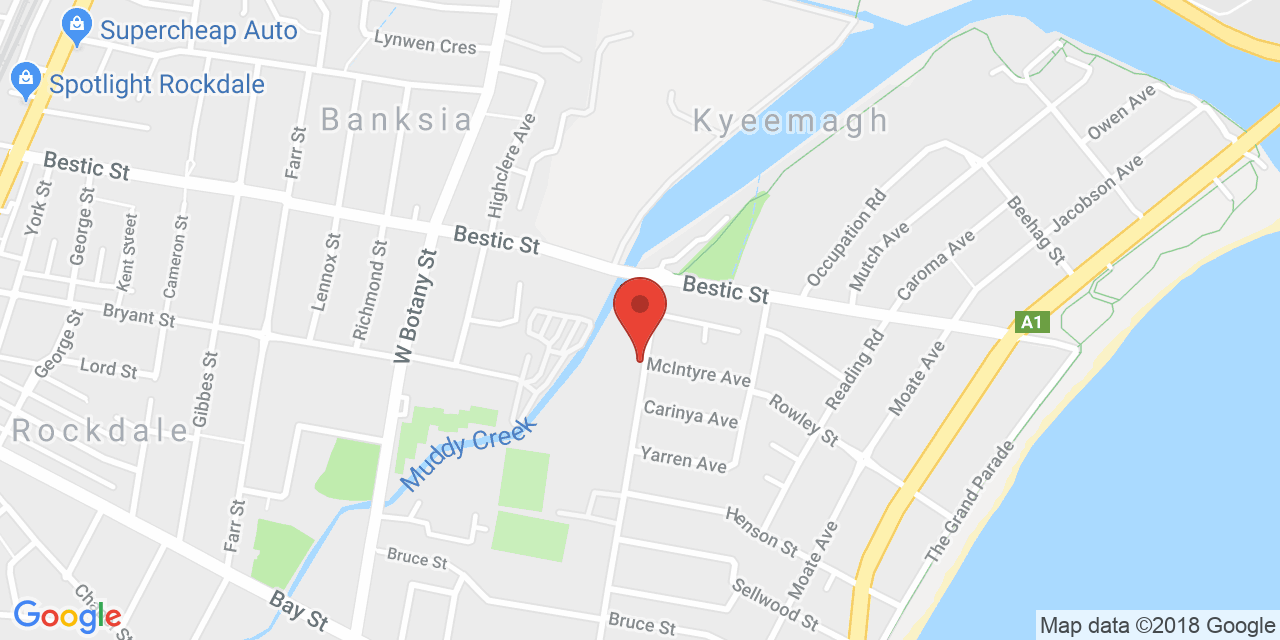 Supercheap Auto
Lynwen Cres
Spotlight Rockdale
Banksia
Kyeemagh
Owen Ave
Farr St
Highclere Ave
Bestic St
Jacobson Ave
York St
George St
Kent Street
Cameron St
Lennox St
Richmond St
W Botany St
Bestic St
Occupation Rd
Mutch Ave
Caroma Ave
Beehag St
Bestic St
A1
Bryant St
George St
Lord St
Gibbes St
McIntyre Ave
Reading Rd
Moate Ave
Carinya Ave
Rowley St
Rockdale
Muddy Creek
Yarren Ave
The Grand Parade
Farr St
Henson St
Moate Ave
Bruce St
Sellwood St
Bay St
Bruce St
Google
Map data ©2018 Google